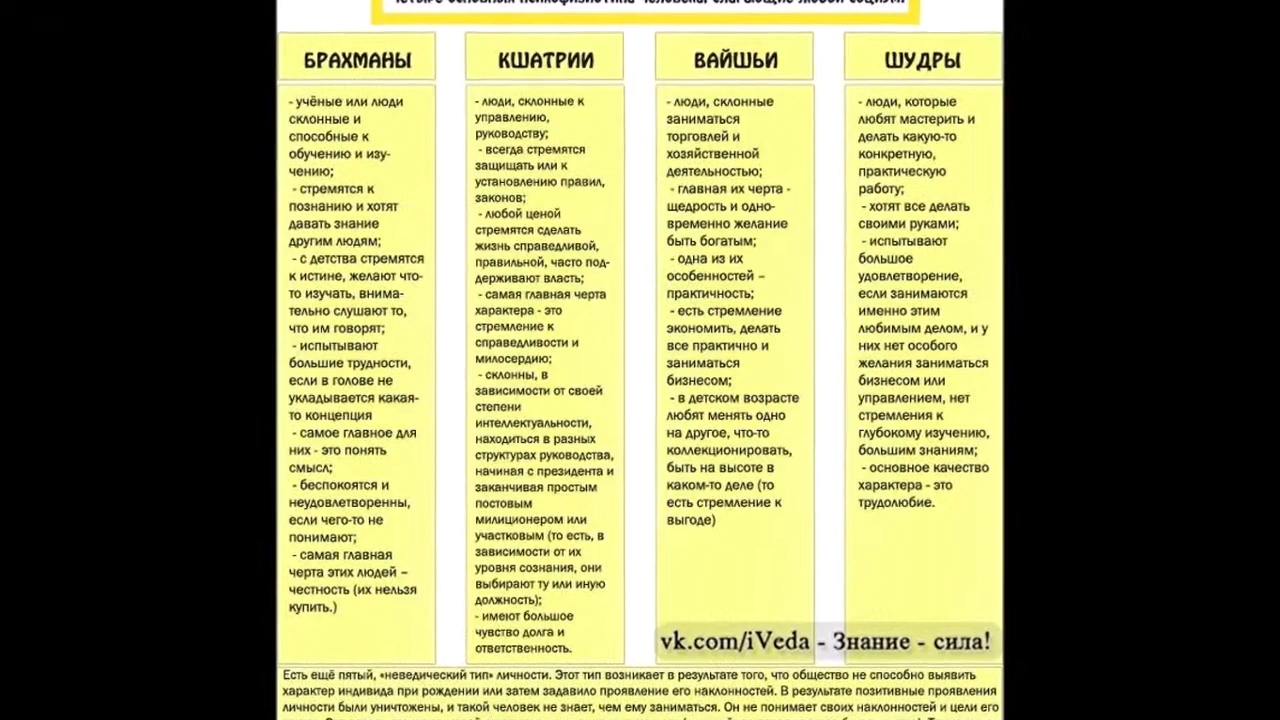 Четыре основных психофизиотипа человека, слагающие любой социум.
БРАХМАНЫ
- учёные или люди
склонные и
способные к
обучению и изу-
чению;
- стремятся к
познанию и хотят
давать знание
другим людям;
- с детства стремятся
к истине, желают что-
то изучать, внима-
тельно слушают то,
что им говорят;
- испытывают
большие трудности,
если в голове не
укладывается какая-
то концепция
- самое главное для
них - это понять
смысл;
- беспокоятся и
неудовлетворенны,
если чего-то не
понимают;
- самая главная
черта этих людей –
честность (их нельзя
купить.)
КШАТРИИ
- люди, склонные к
управлению,
руководству;
- всегда стремятся
защищать или к
установлению правил,
законов;
- любой ценой
стремятся сделать
жизнь справедливой,
правильной, часто под-
держивают власть;
- самая главная черта
характера - это
стремление к
справедливости и
милосердию;
- склонны, в
зависимости от своей
степени
интеллектуальности,
находиться в разных
структурах руководства,
начиная с президента и
заканчивая простым
постовым
милиционером или
участковым (то есть, в
зависимости от их
уровня сознания, они
выбирают ту или иную
должность);
- имеют большое
чувство долга и
ответственность.
ВАЙШЬИ
- люди, склонные
заниматься
торговлей и
хозяйственной
деятельностью;
- главная их черта -
щедрость и одно-
временно желание
быть богатым;
- одна из их
особенностей –
практичность;
- есть стремление
экономить, делать
все практично и
заниматься
бизнесом;
- в детском возрасте
любят менять одно
на другое, что-то
коллекционировать,
быть на высоте в
каком-то деле (то
есть стремление к
выгоде)
ШУДРЫ
- люди, которые
любят мастерить и
делать какую-то
конкретную,
практическую
работу;
- хотят все делать
своими руками;
- испытывают
большое
удовлетворение,
если занимаются
именно этим
любимым делом, и у
них нет особого
желания заниматься
бизнесом или
управлением, нет
стремления к
глубокому изучению,
большим знаниям;
- основное качество
характера - это
трудолюбие.
vk.com/iVeda - Знание - сила!
Есть ещё пятый, «неведический тип» личности. Этот тип возникает в результате того, что общество не способно выявить
характер индивида при рождении или затем задавило проявление его наклонностей. В результате позитивные проявления
личности были уничтожены, и такой человек не знает, чем ему заниматься. Он не понимает своих наклонностей и цели его